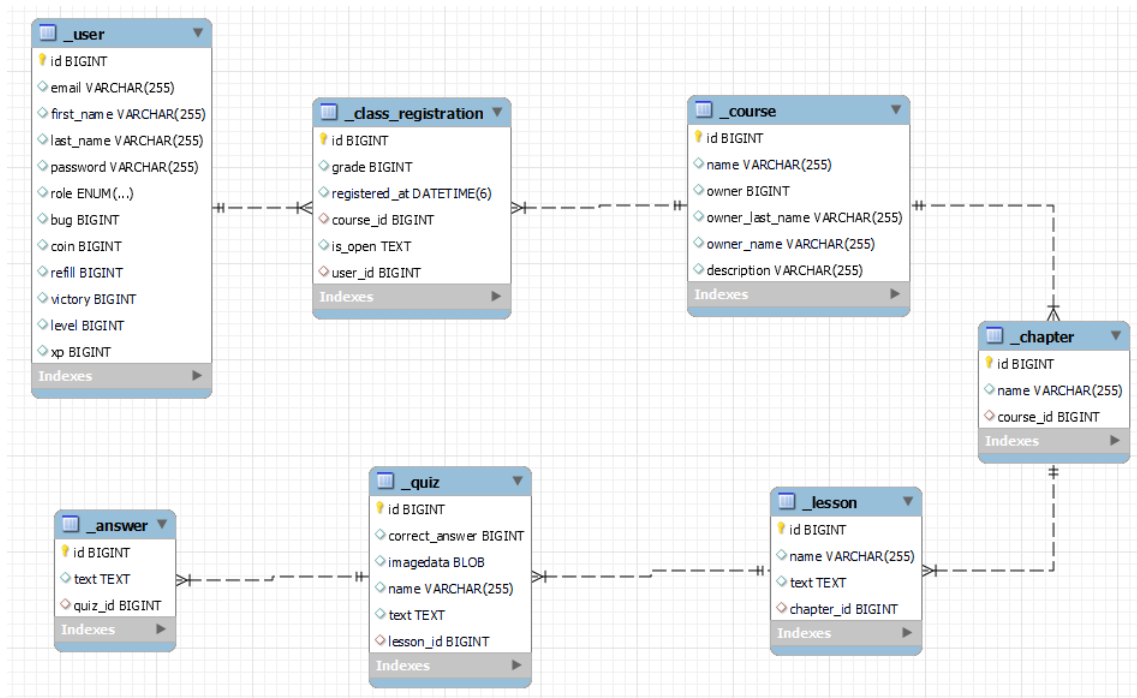 _user
id BIGINT
email VARCHAR(255)
first_name VARCHAR(255)
last_name VARCHAR(255)
password VARCHAR(255)
role ENUM(...)
bug BIGINT
coin BIGINT
refill BIGINT
victory BIGINT
level BIGINT
xp BIGINT
Indexes
_class_registration
id BIGINT
grade BIGINT
registered_at DATETIME(6)
course_id BIGINT
is_open TEXT
user_id BIGINT
Indexes
_course
id BIGINT
name VARCHAR(255)
owner BIGINT
owner_last_name VARCHAR(255)
owner_name VARCHAR(255)
description VARCHAR(255)
Indexes
_chapter
id BIGINT
name VARCHAR(255)
course_id BIGINT
Indexes
_answer
id BIGINT
text TEXT
quiz_id BIGINT
Indexes
_quiz
id BIGINT
correct_answer BIGINT
imagedata BLOB
name VARCHAR(255)
text TEXT
lesson_id BIGINT
Indexes
_lesson
id BIGINT
name VARCHAR(255)
text TEXT
chapter_id BIGINT
Indexes